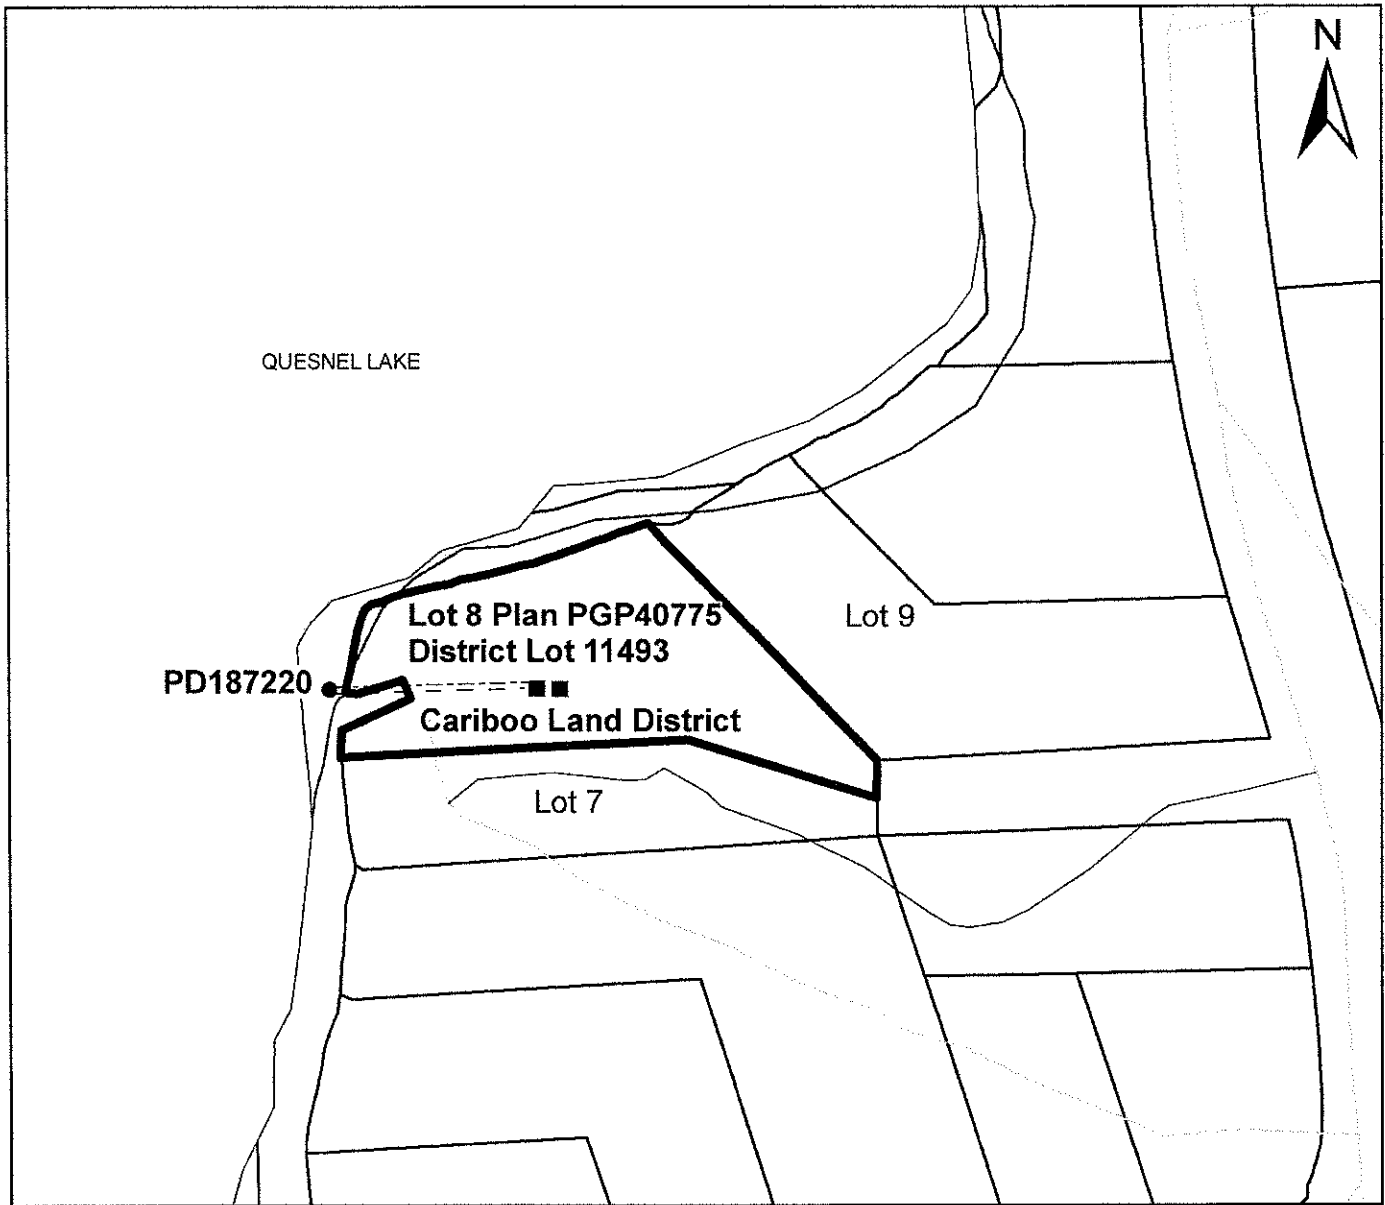 N
QUESNEL LAKE
Lot 8 Plan PGP40775
District Lot 11493
Lot 9
PD187220
Cariboo Land District
Lot 7